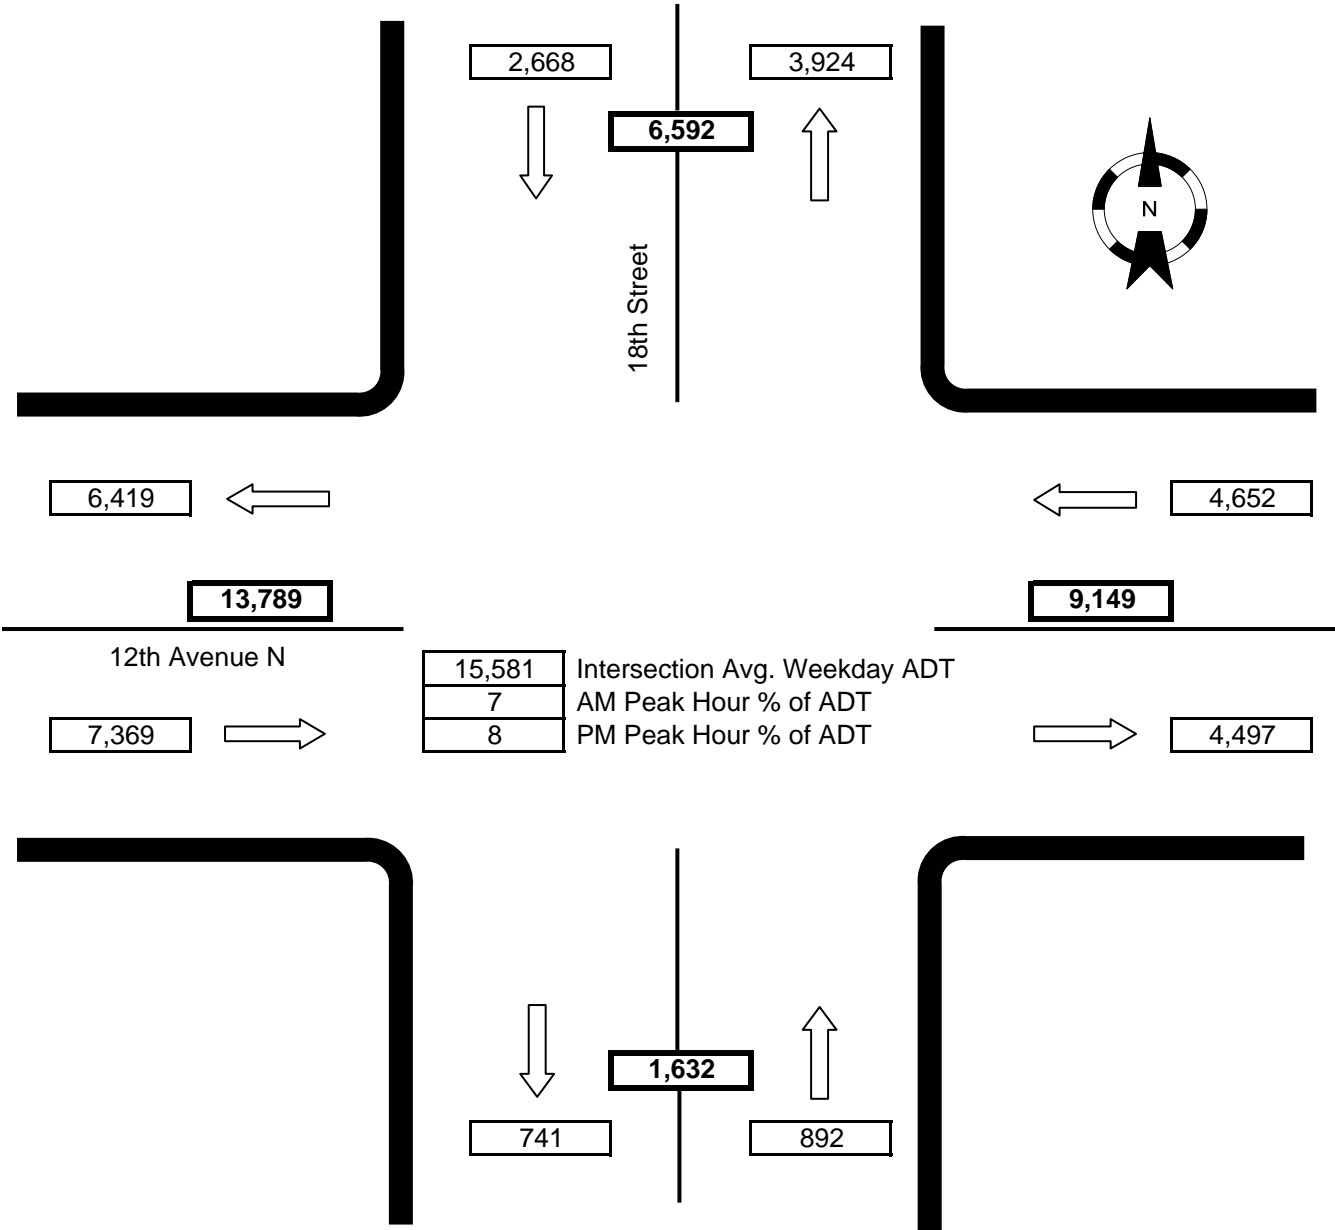 2,668
3,924
6,592
N
18th Street
6,419
4,652
13,789
9,149
12th Avenue N
15,581 Intersection Avg. Weekday ADT
7 AM Peak Hour % of ADT
8 PM Peak Hour % of ADT
7,369
4,497
1,632
741
892